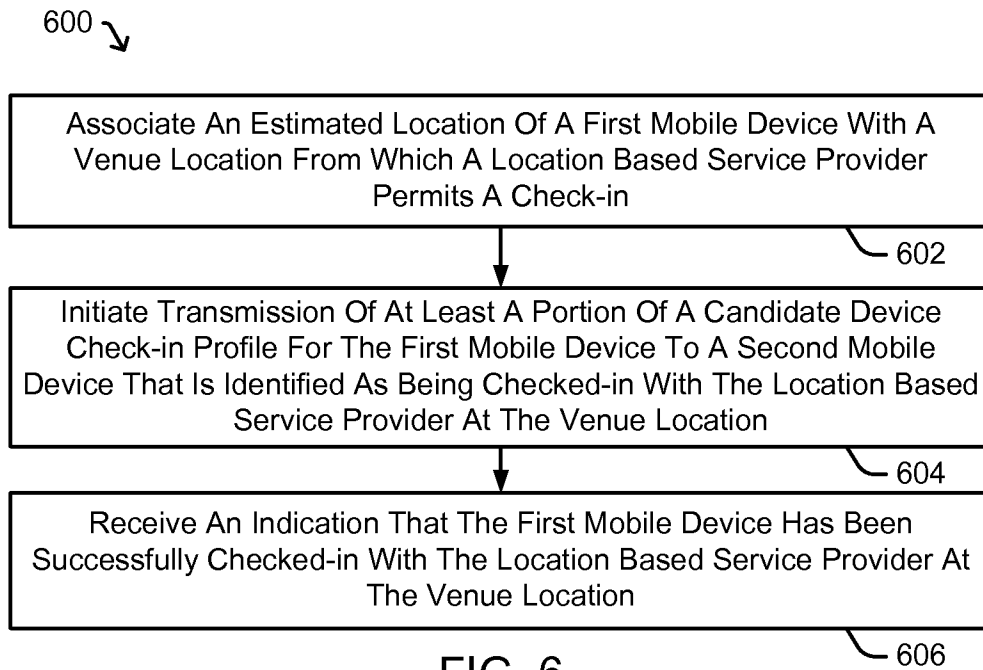 600
Associate An Estimated Location Of A First Mobile Device With A
Venue Location From Which A Location Based Service Provider
Permits A Check-in
602
Initiate Transmission Of At Least A Portion Of A Candidate Device
Check-in Profile For The First Mobile Device To A Second Mobile
Device That Is Identified As Being Checked-in With The Location Based
Service Provider At The Venue Location
604
Receive An Indication That The First Mobile Device Has Been
Successfully Checked-in With The Location Based Service Provider At
The Venue Location
606
FIG. 6